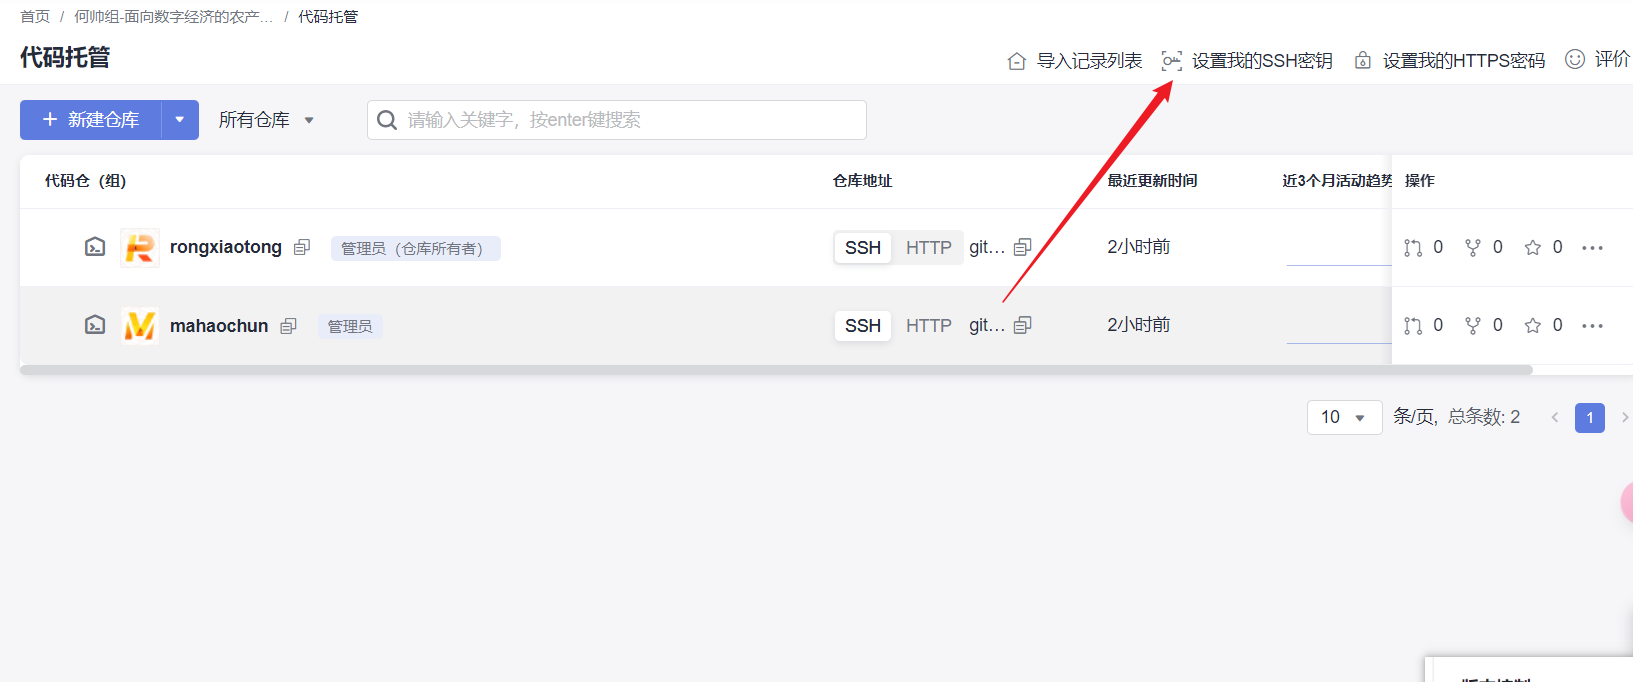 首页 / 何帅组-面向数字经济的农产... / 代码托管
代码托管
导入记录列表 设置我的SSH密钥 设置我的HTTPS密码 评价
新建仓库 所有仓库 请输入关键字，按enter键搜索
代码仓（组） 仓库地址 最近更新时间 近3个月活动趋势 操作
rongxiaotong 管理员（仓库所有者） SSH HTTP git... 2小时前 0 0 0 ...
mahaochun 管理员 SSH HTTP git... 2小时前 0 0 0 ...
10 条/页, 总条数: 2 < 1 >